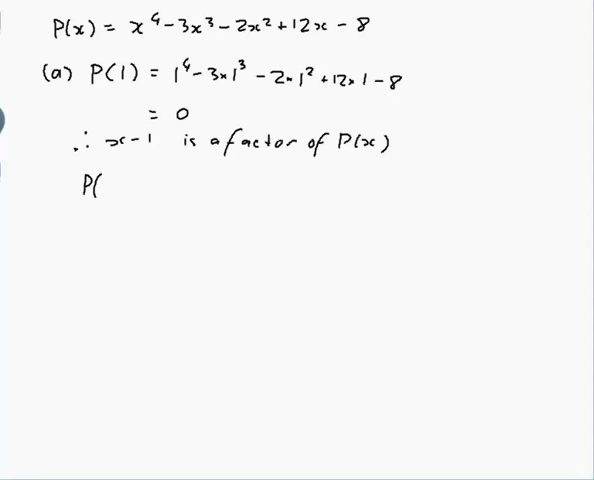 P(x) = x⁴ - 3x³ - 2x² + 12x - 8
(a) P(1) = 1⁴ - 3×1³ - 2×1² + 12×1 - 8
= 0
∴ x-1 is a factor of P(x)
P(